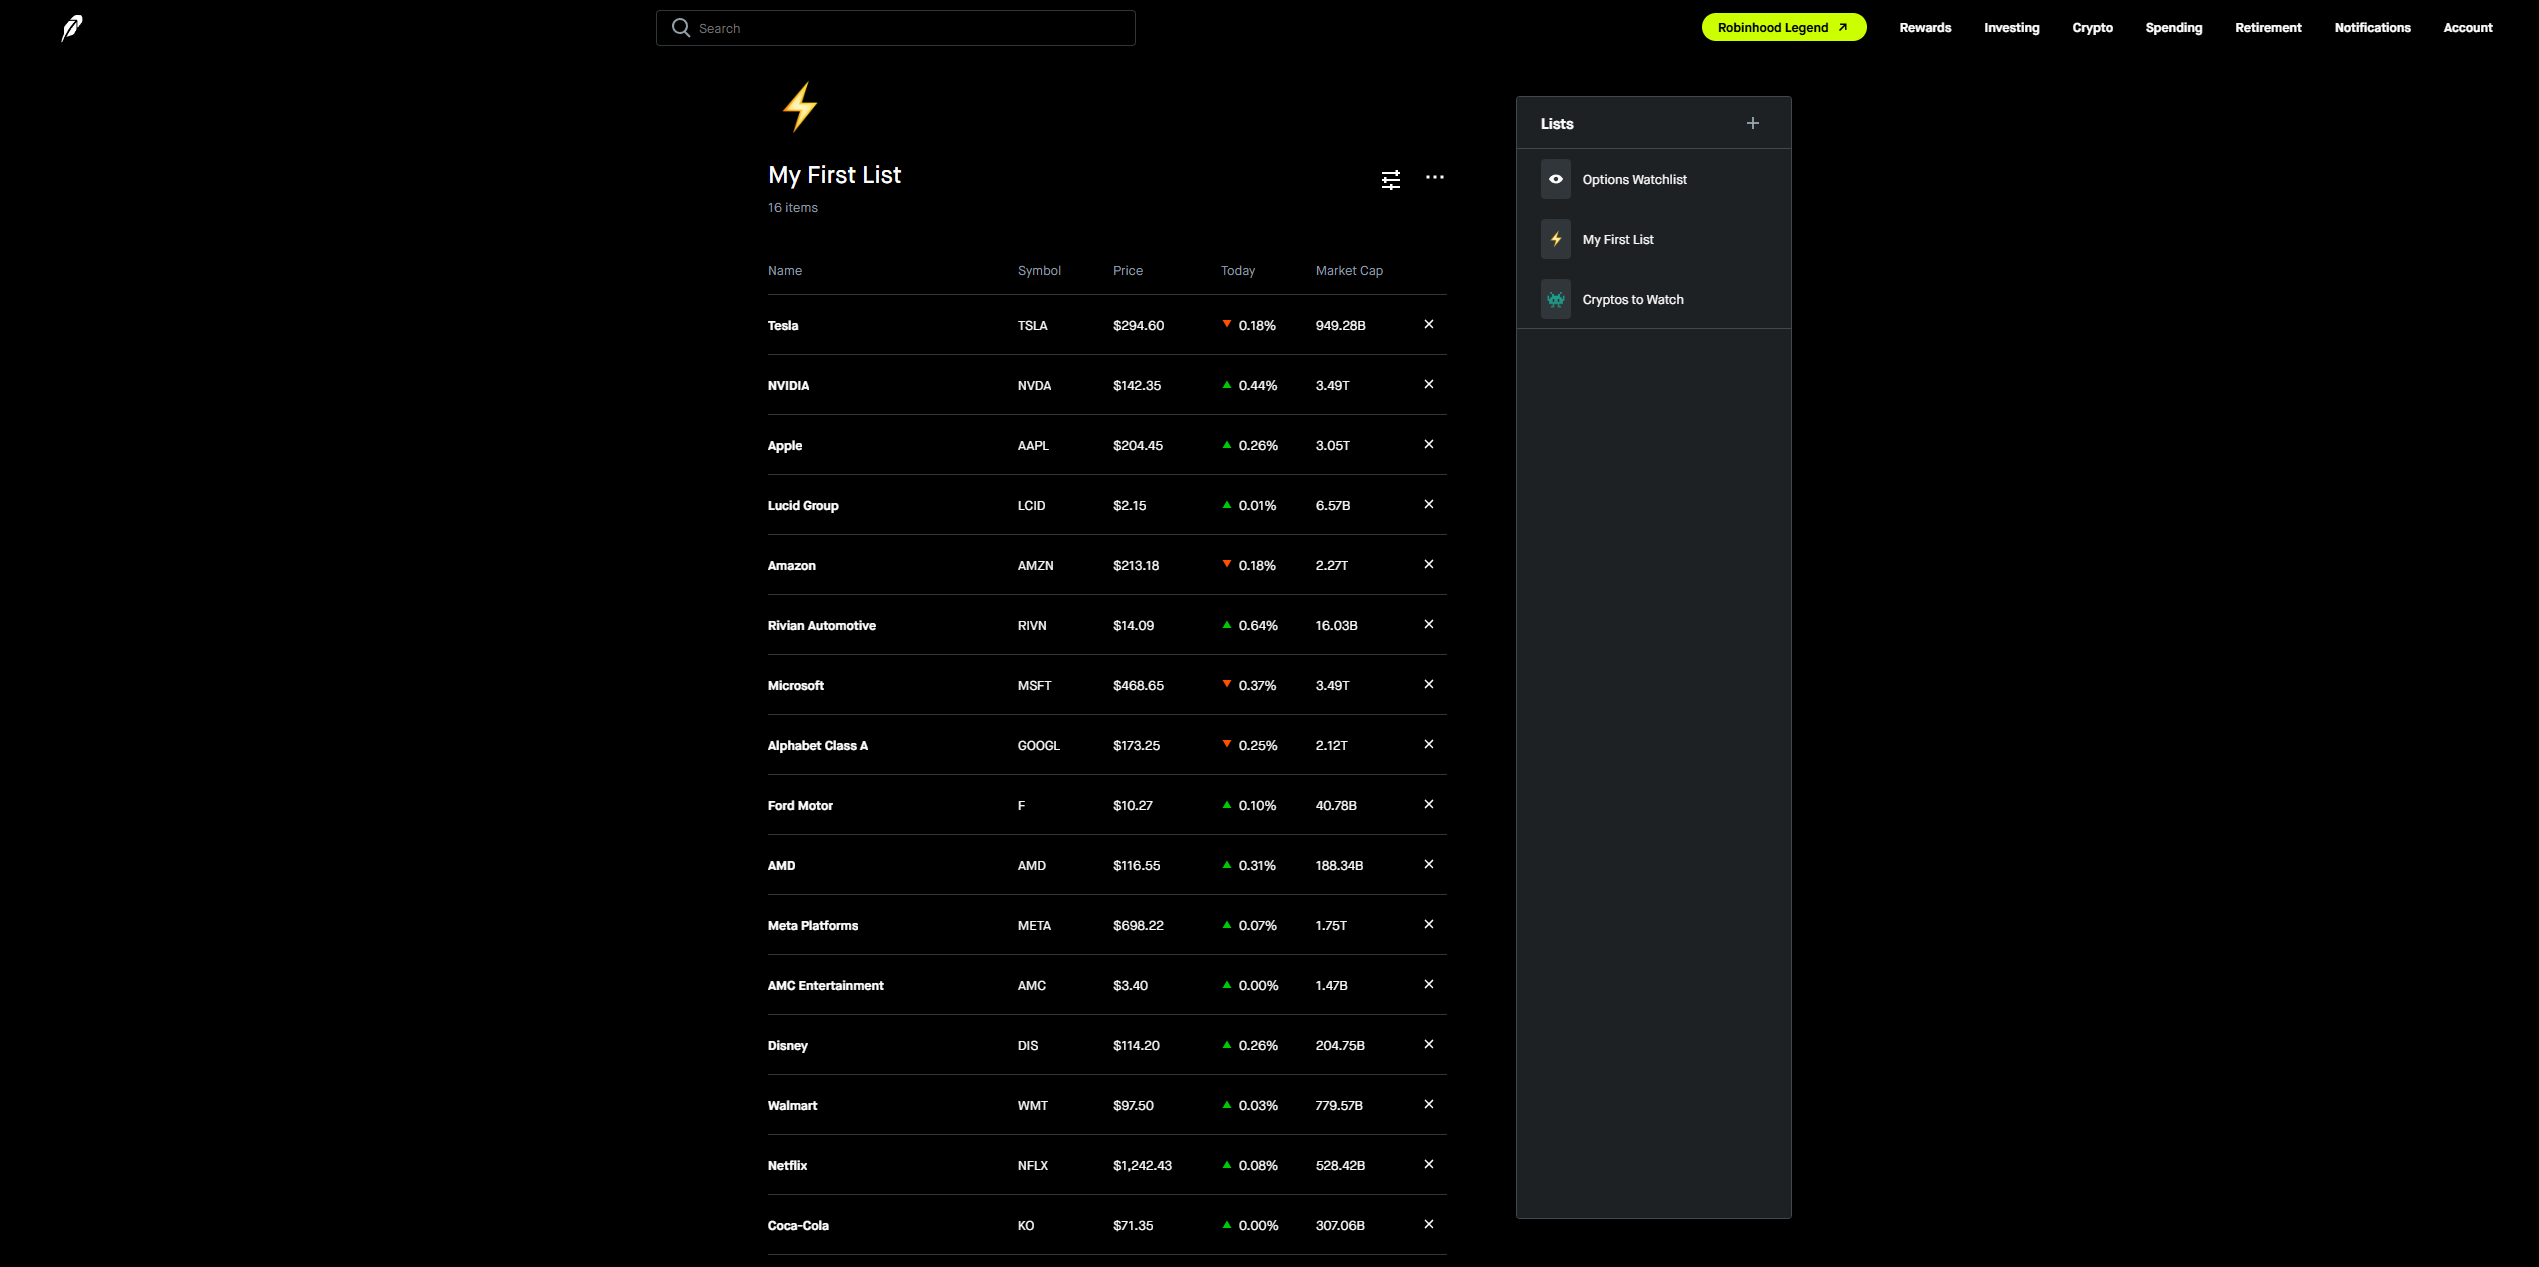 Search
Robinhood Legend Rewards Investing Crypto Spending Retirement Notifications Account
My First List
16 items
Name Symbol Price Today Market Cap
Tesla TSLA $294.60 0.18% 949.28B
NVIDIA NVDA $142.35 0.44% 3.49T
Apple AAPL $204.45 0.26% 3.05T
Lucid Group LCID $2.15 0.01% 6.57B
Amazon AMZN $213.18 0.18% 2.27T
Rivian Automotive RIVN $14.09 0.64% 16.03B
Microsoft MSFT $468.65 0.37% 3.49T
Alphabet Class A GOOGL $173.25 0.25% 2.12T
Ford Motor F $10.27 0.10% 40.78B
AMD AMD $116.55 0.31% 188.34B
Meta Platforms META $698.22 0.07% 1.75T
AMC Entertainment AMC $3.40 0.00% 1.47B
Disney DIS $114.20 0.26% 204.75B
Walmart WMT $97.50 0.03% 779.57B
Netflix NFLX $1,242.43 0.08% 528.42B
Coca-Cola KO $71.35 0.00% 307.06B
Lists
Options Watchlist
My First List
Cryptos to Watch